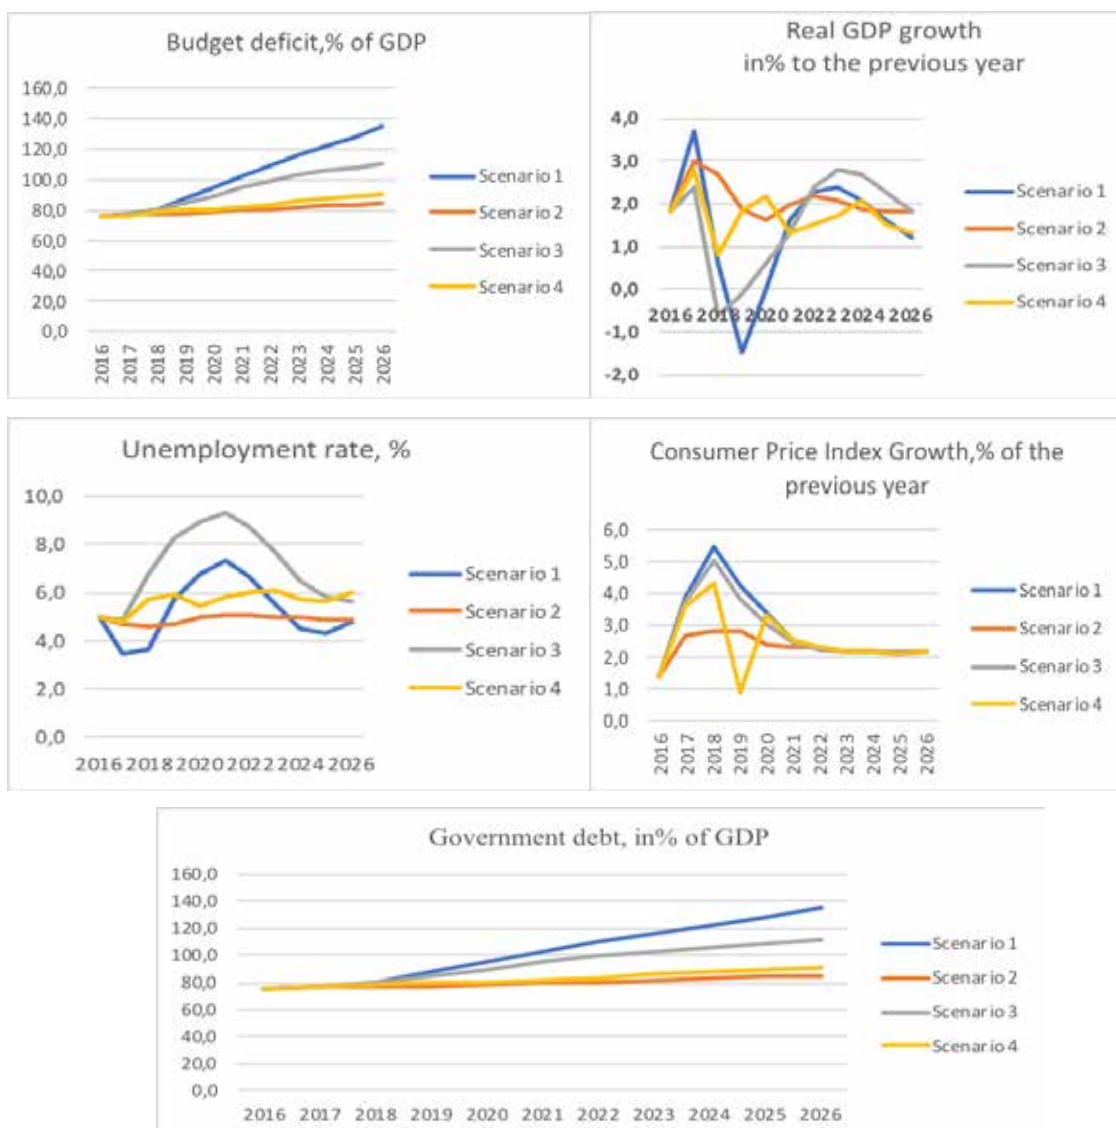 Budget deficit,% of GDP
160,0
140,0
120,0
100,0
80,0
60,0
40,0
20,0
0,0
2016
2017
2018
2019
2020
2021
2022
2023
2024
2025
2026
Scenario 1
Scenario 2
Scenario 3
Scenario 4
Real GDP growth
in% to the previous year
4,0
3,0
2,0
1,0
0,0
-1,0
-2,0
2016 2018 2020 2022 2024 2026
Scenario 1
Scenario 2
Scenario 3
Scenario 4
Unemployment rate, %
10,0
8,0
6,0
4,0
2,0
0,0
2016 2018 2020 2022 2024 2026
Scenario 1
Scenario 2
Scenario 3
Scenario 4
Consumer Price Index Growth,% of the
previous year
6,0
5,0
4,0
3,0
2,0
1,0
0,0
2016
2017
2018
2019
2020
2021
2022
2023
2024
2025
2026
Scenario 1
Scenario 2
Scenario 3
Scenario 4
Government debt, in% of GDP
160,0
140,0
120,0
100,0
80,0
60,0
40,0
20,0
0,0
2016 2017 2018 2019 2020 2021 2022 2023 2024 2025 2026
Scenario 1
Scenario 2
Scenario 3
Scenario 4